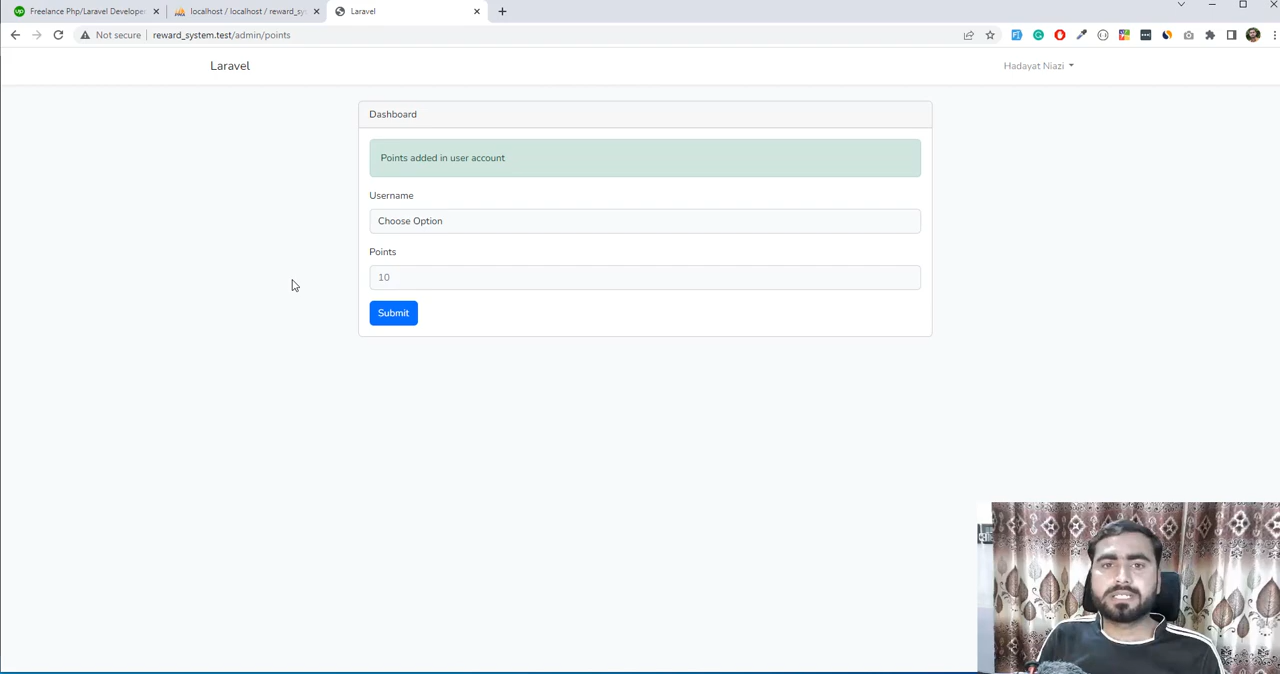 Freelance Php/Laravel Develope
localhost / localhost / reward_sy
Laravel
Not secure
reward_system.test/admin/points
Laravel
Hadayat Niazi
Dashboard
Points added in user account
Username
Choose Option
Points
10
Submit